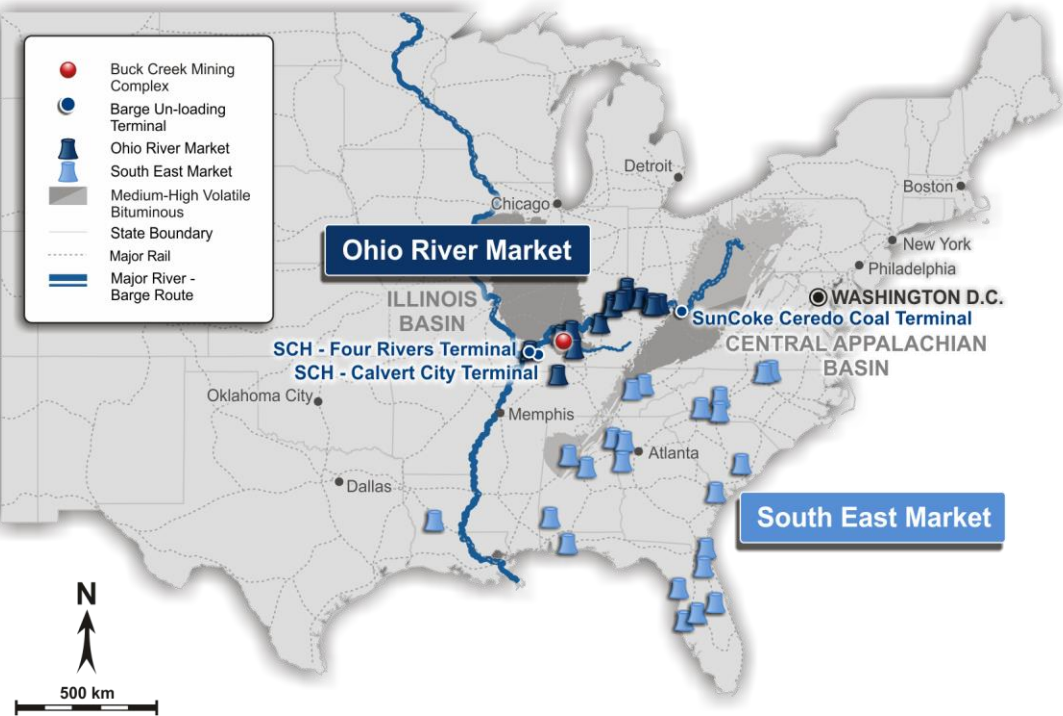 Buck Creek Mining
Complex
Barge Un-loading
Terminal
Ohio River Market
South East Market
Medium-High Volatile
Bituminous
State Boundary
Major Rail
Major River -
Barge Route
Detroit
Boston
Chicago
New York
Ohio River Market
Philadelphia
WASHINGTON D.C.
ILLINOIS
BASIN
SunCoke Ceredo Coal Terminal
CENTRAL APPALACHIAN
BASIN
SCH - Four Rivers Terminal
SCH - Calvert City Terminal
Oklahoma City
Memphis
Atlanta
Dallas
South East Market
N
500 km